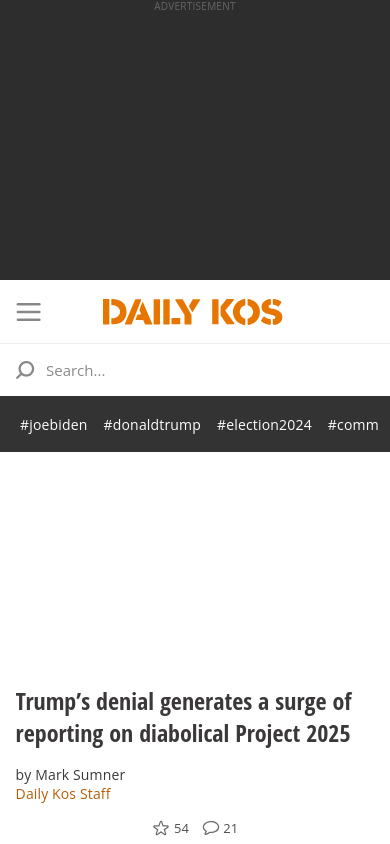 ADVERTISEMENT
DAILY KOS
Search...
#joebiden #donaldtrump #election2024 #comm
Trump’s denial generates a surge of
reporting on diabolical Project 2025
by Mark Sumner
Daily Kos Staff
54 21